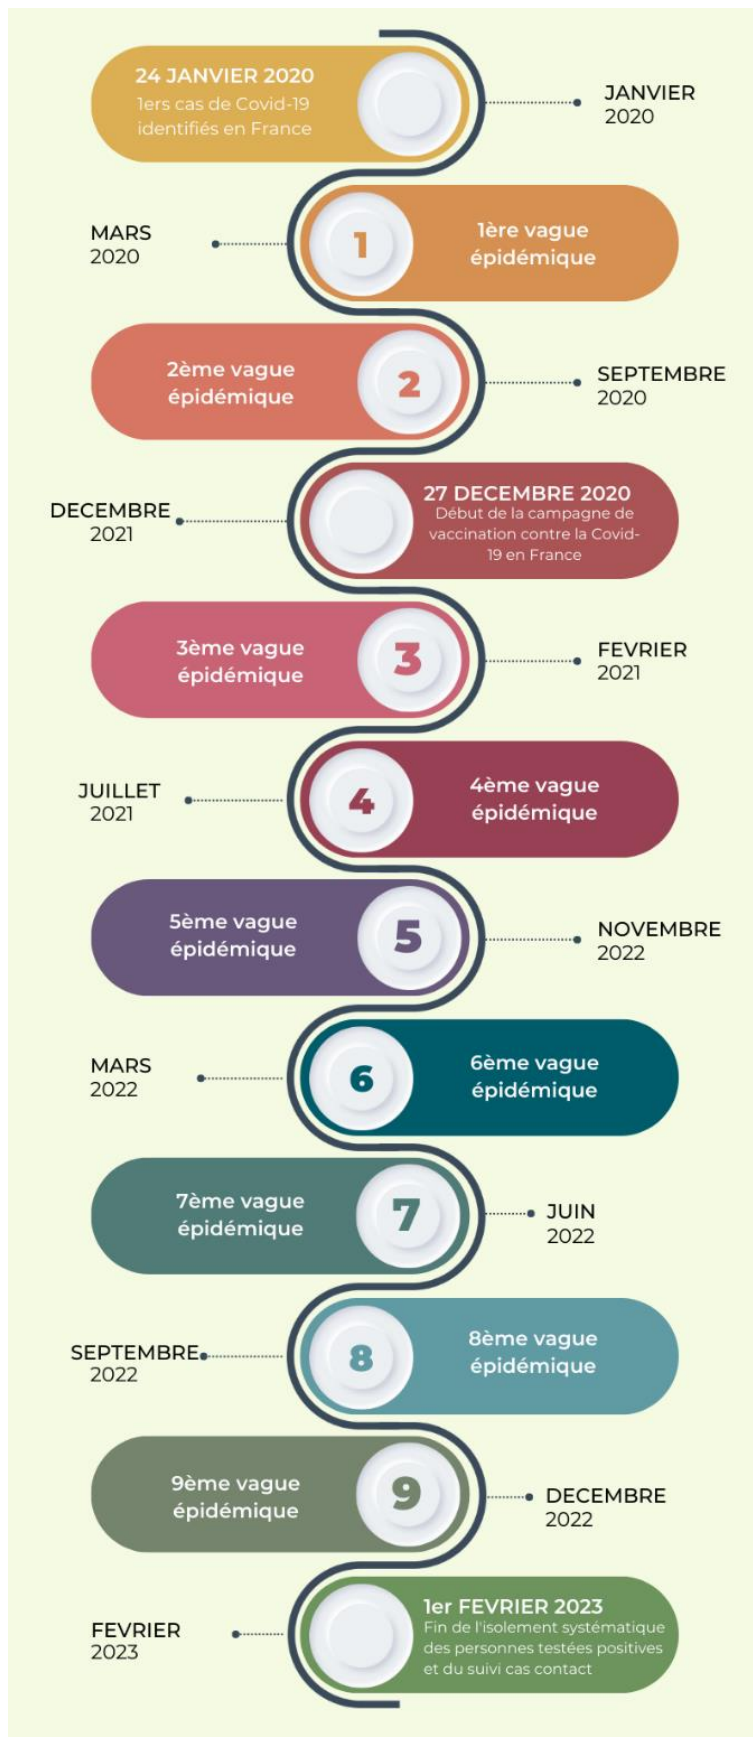 24 JANVIER 2020
1ers cas de Covid-19
identifiés en France
JANVIER
2020
MARS
2020
1
1ère vague
épidémique
2ème vague
épidémique
2
SEPTEMBRE
2020
DECEMBRE
2021
27 DECEMBRE 2020
Début de la campagne de
vaccination contre la Covid-
19 en France
3ème vague
épidémique
3
FEVRIER
2021
JUILLET
2021
4
4ème vague
épidémique
5ème vague
épidémique
5
NOVEMBRE
2022
MARS
2022
6
6ème vague
épidémique
7ème vague
épidémique
7
JUIN
2022
SEPTEMBRE
2022
8
8ème vague
épidémique
9ème vague
épidémique
9
DECEMBRE
2022
FEVRIER
2023
1er FEVRIER 2023
Fin de l'isolement systématique
des personnes testées positives
et du suivi cas contact